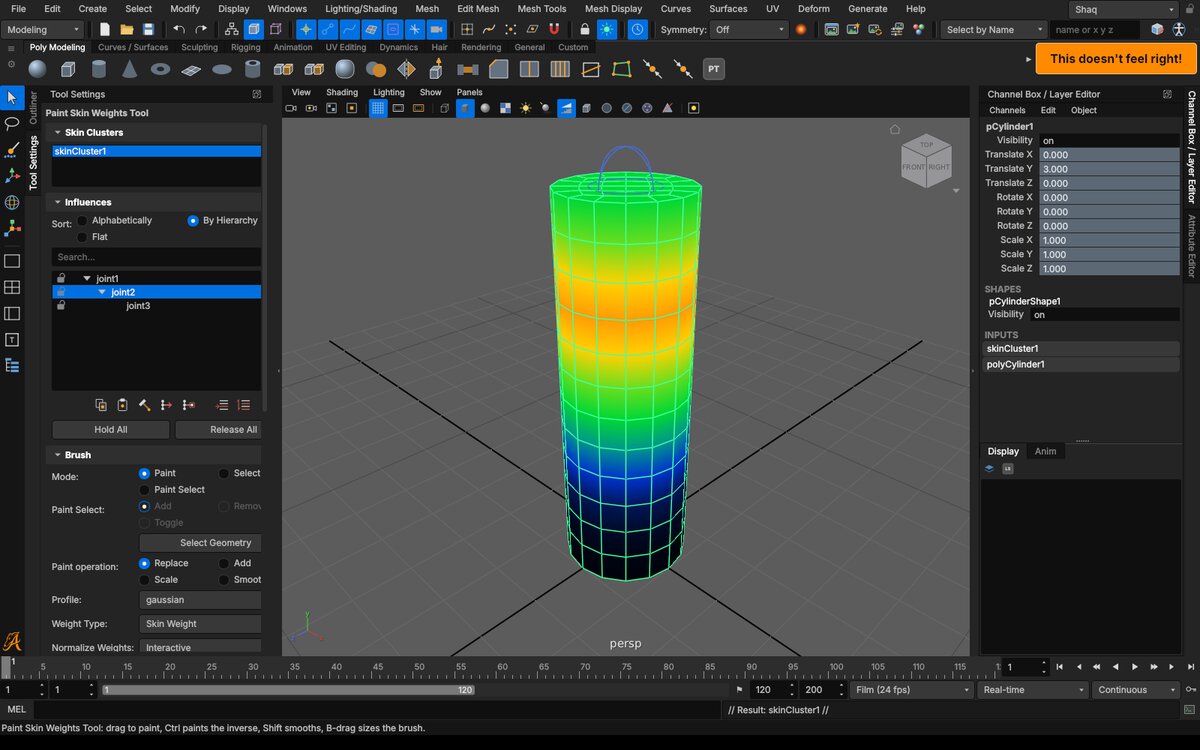 File Edit Create Select Modify Display Windows Lighting/Shading Mesh Edit Mesh Mesh Tools Mesh Display Curves Surfaces UV Deform Generate Help Shaq
Modeling Symmetry: Off Select by Name name or x y z
Poly Modeling Curves / Surfaces Sculpting Rigging Animation UV Editing Dynamics Hair Rendering General Custom
PT
This doesn't feel right!
Outliner
Tool Settings
Tool Settings
Paint Skin Weights Tool
Skin Clusters
skinCluster1
Influences
Sort: Alphabetically By Hierarchy
Flat
Search...
joint1
joint2
joint3
Hold All Release All
Brush
Mode: Paint Select
Paint Select
Paint Select: Add Remov
Toggle
Select Geometry
Paint operation: Replace Add
Scale Smoot
Profile: gaussian
Weight Type: Skin Weight
Normalize Weights: Interactive
View Shading Lighting Show Panels
TOP
FRONT RIGHT
y
persp
Channel Box / Layer Editor
Channels Edit Object
pCylinder1
Visibility on
Translate X 0.000
Translate Y 3.000
Translate Z 0.000
Rotate X 0.000
Rotate Y 0.000
Rotate Z 0.000
Scale X 1.000
Scale Y 1.000
Scale Z 1.000
SHAPES
pCylinderShape1
Visibility on
INPUTS
skinCluster1
polyCylinder1
Display Anim
Channel Box / Layer Editor
Attribute Editor
1 5 10 15 20 25 30 35 40 45 50 55 60 65 70 75 80 85 90 95 100 105 110 115 1
1 1 1 120 120 200 Film (24 fps) Real-time Continuous
MEL // Result: skinCluster1 //
Paint Skin Weights Tool: drag to paint, Ctrl paints the inverse, Shift smooths, B-drag sizes the brush.